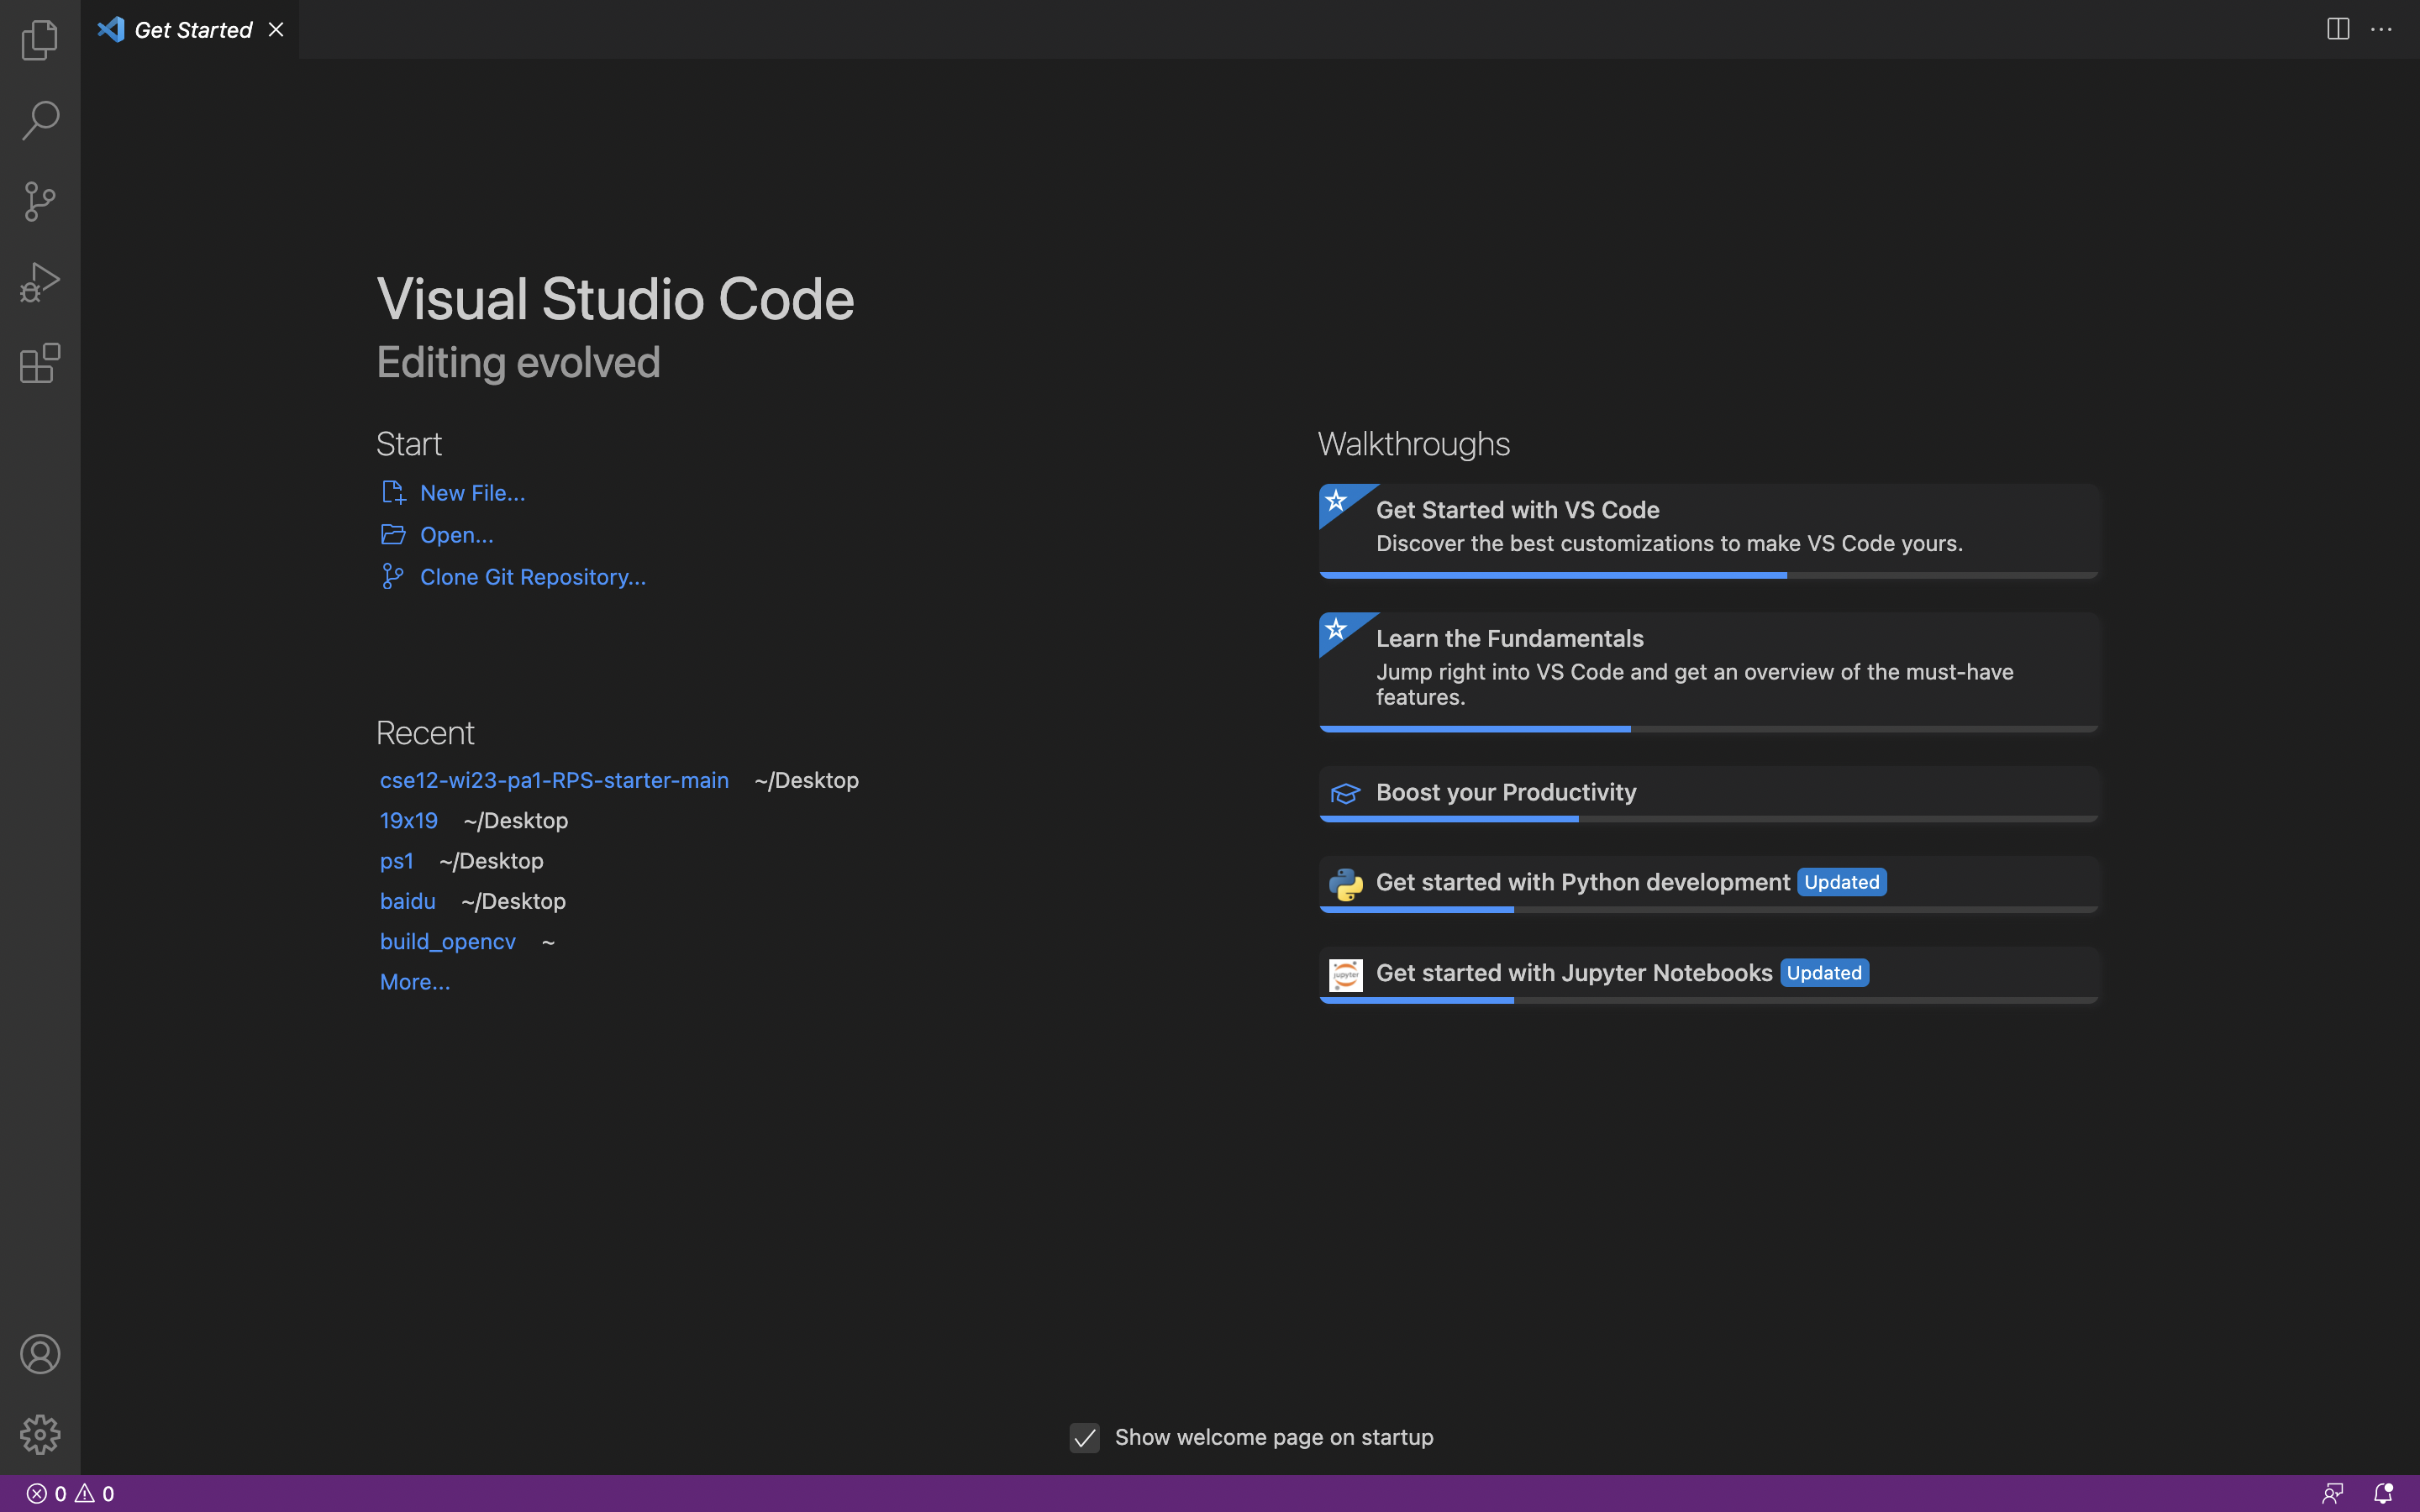 Get Started
Visual Studio Code
Editing evolved
Start
New File...
Open...
Clone Git Repository...
Recent
cse12-wi23-pa1-RPS-starter-main ~/Desktop
19x19 ~/Desktop
ps1 ~/Desktop
baidu ~/Desktop
build_opencv ~
More...
Walkthroughs
Get Started with VS Code
Discover the best customizations to make VS Code yours.
Learn the Fundamentals
Jump right into VS Code and get an overview of the must-have
features.
Boost your Productivity
Get started with Python development Updated
jupyter
Get started with Jupyter Notebooks Updated
Show welcome page on startup
0 0